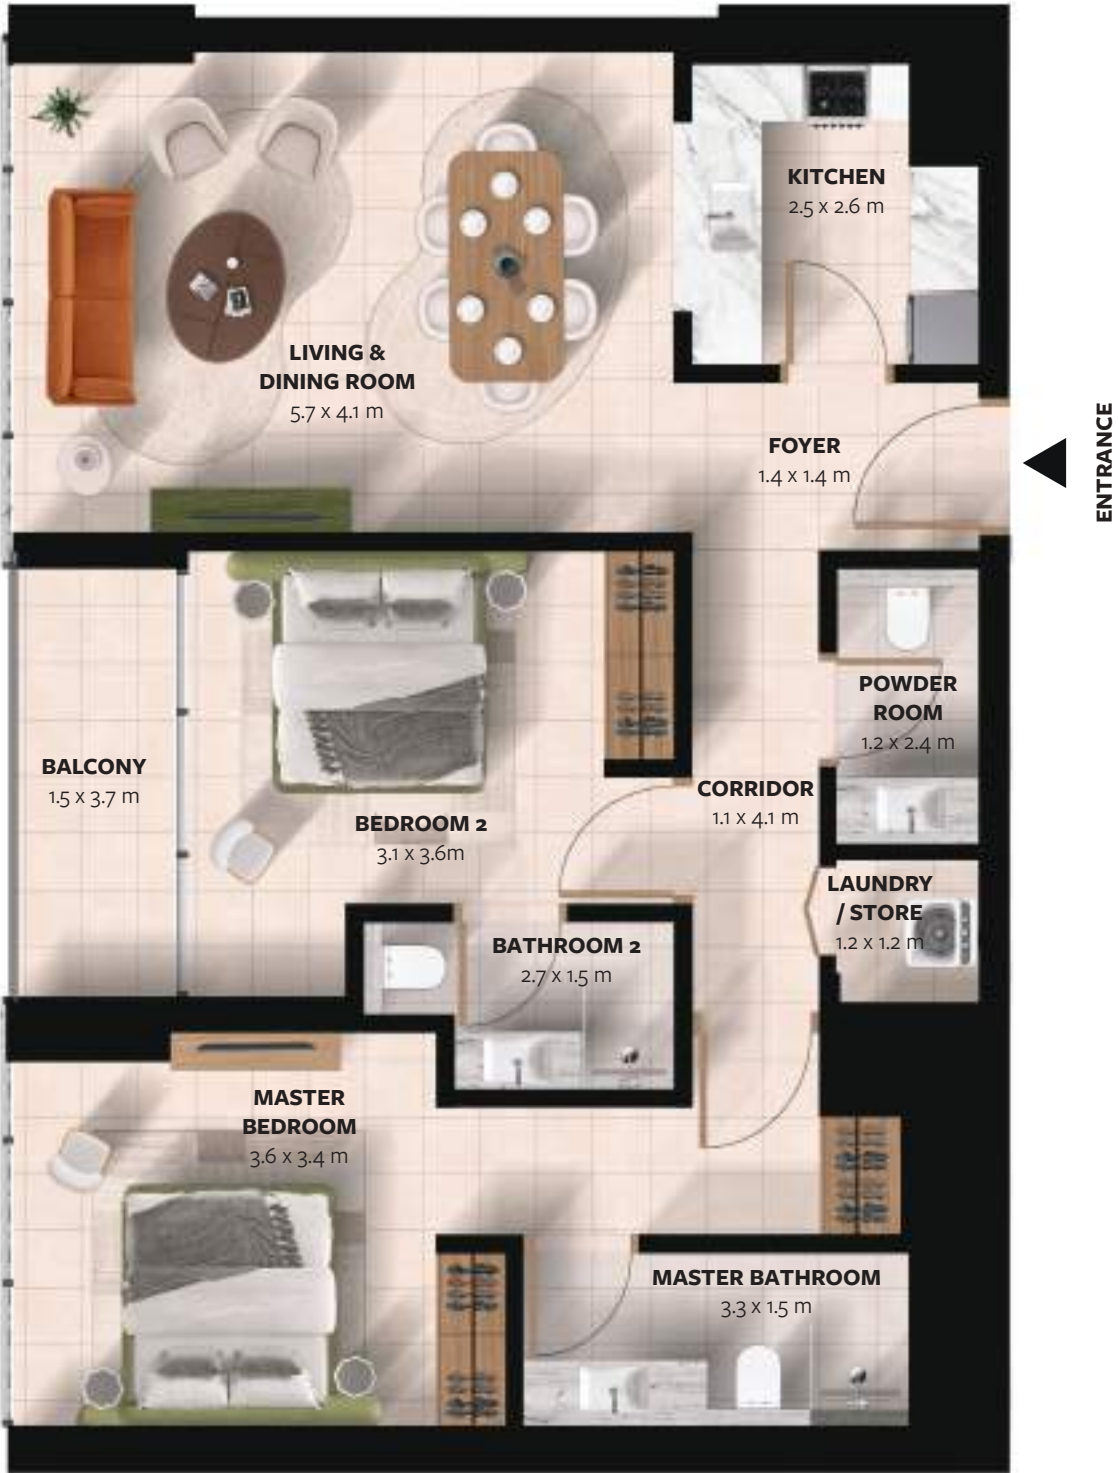 KITCHEN
2.5 x 2.6 m
LIVING &
DINING ROOM
5.7 x 4.1 m
FOYER
1.4 x 1.4 m
ENTRANCE
POWDER
ROOM
1.2 x 2.4 m
BALCONY
1.5 x 3.7 m
CORRIDOR
1.1 x 4.1 m
BEDROOM 2
3.1 x 3.6m
LAUNDRY
/ STORE
1.2 x 1.2 m
BATHROOM 2
2.7 x 1.5 m
MASTER
BEDROOM
3.6 x 3.4 m
MASTER BATHROOM
3.3 x 1.5 m